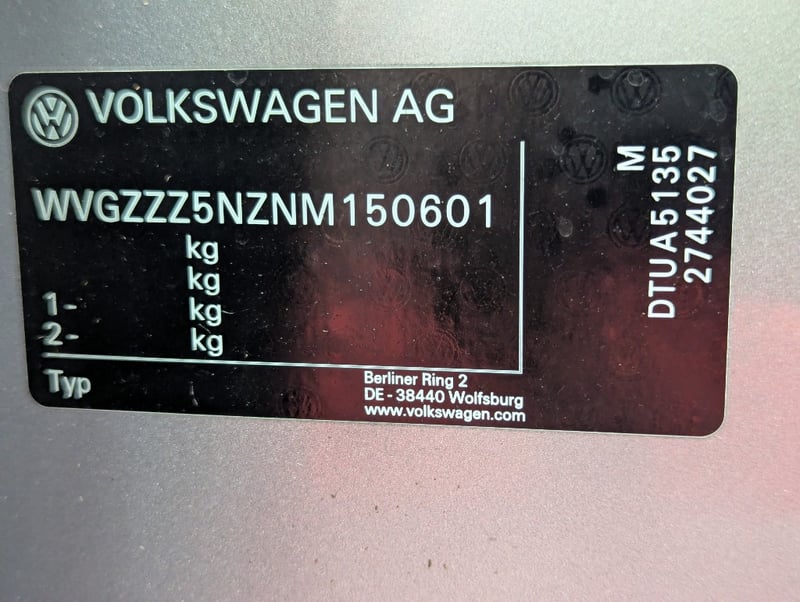 VOLKSWAGEN AG
WVGZZZ5NZNM150601
kg
kg
1- kg
2- kg
Typ
Berliner Ring 2
DE - 38440 Wolfsburg
www.volkswagen.com
M
DTUA5135
2744027